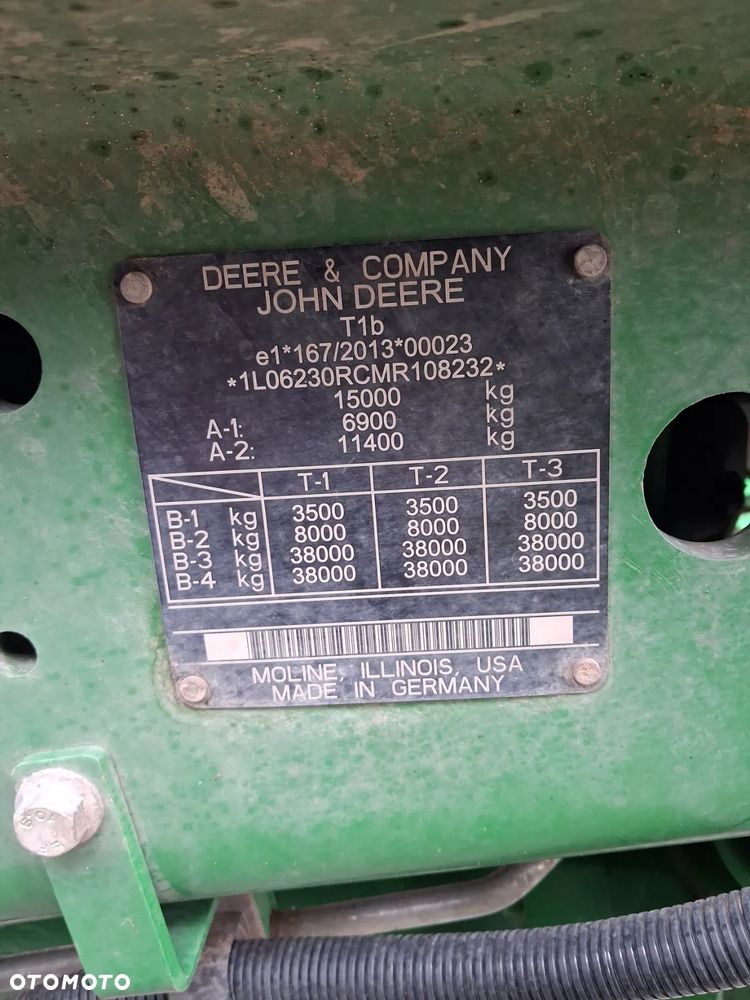 DEERE & COMPANY
JOHN DEERE
T1b
e1*167/2013*00023
*1L06230RCMR108232*
15000 kg
A-1: 6900 kg
A-2: 11400 kg
T-1 T-2 T-3
B-1 kg 3500 3500 3500
B-2 kg 8000 8000 8000
B-3 kg 38000 38000 38000
B-4 kg 38000 38000 38000
MOLINE, ILLINOIS, USA
MADE IN GERMANY
OTOMOTO